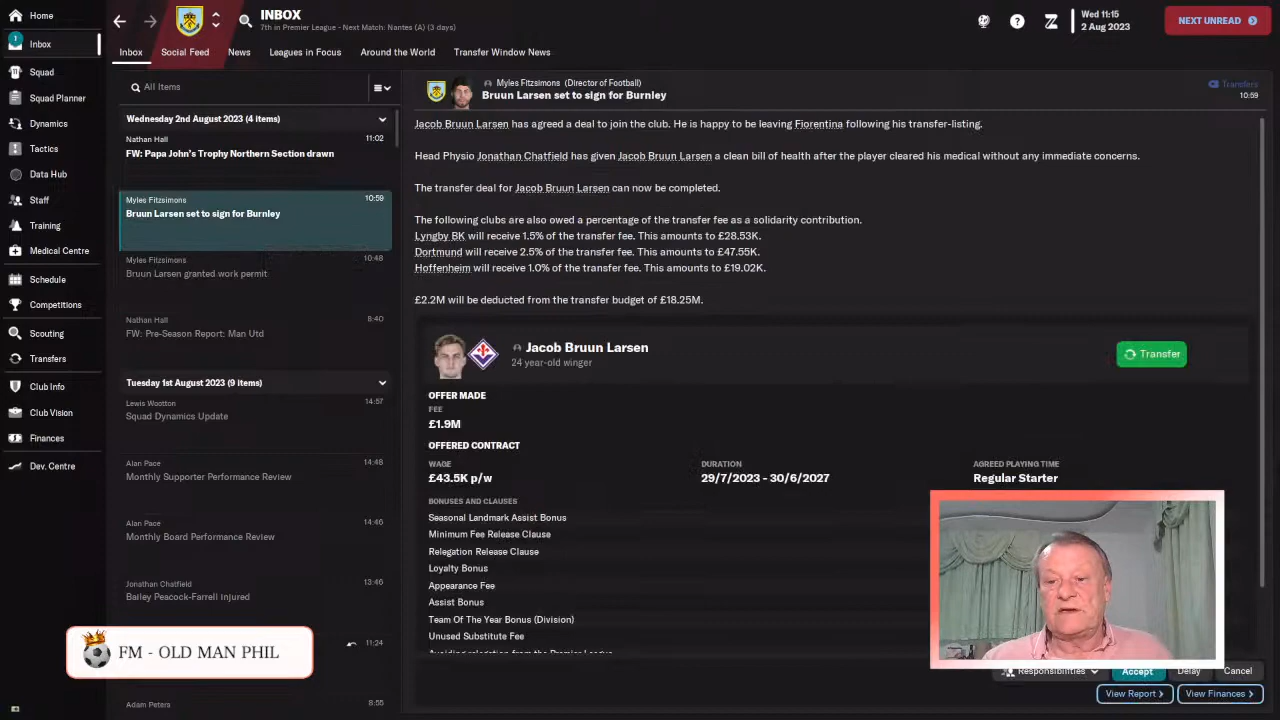 Home
1
Inbox
Squad
Squad Planner
Dynamics
Tactics
Data Hub
Staff
Training
Medical Centre
Schedule
Competitions
Scouting
Transfers
Club Info
Club Vision
Finances
Dev. Centre
INBOX
7th in Premier League - Next Match: Nantes (A) (3 days)
Wed 11:15
2 Aug 2023
NEXT UNREAD
Inbox
Social Feed
News
Leagues in Focus
Around the World
Transfer Window News
All Items
Wednesday 2nd August 2023 (4 items)
Nathan Hall 11:02
FW: Papa John's Trophy Northern Section drawn
Myles Fitzsimons 10:59
Bruun Larsen set to sign for Burnley
Myles Fitzsimons 10:48
Bruun Larsen granted work permit
Nathan Hall 8:40
FW: Pre-Season Report: Man Utd
Tuesday 1st August 2023 (9 items)
Lewis Wootton 14:57
Squad Dynamics Update
Alan Pace 14:48
Monthly Supporter Performance Review
Alan Pace 14:46
Monthly Board Performance Review
Jonathan Chatfield 13:46
Bailey Peacock-Farrell injured
11:24
Adam Peters 8:55
FM - OLD MAN PHIL
Myles Fitzsimons (Director of Football)
Bruun Larsen set to sign for Burnley
Transfers
10:59
Jacob Bruun Larsen has agreed a deal to join the club. He is happy to be leaving Fiorentina following his transfer-listing.
Head Physio Jonathan Chatfield has given Jacob Bruun Larsen a clean bill of health after the player cleared his medical without any immediate concerns.
The transfer deal for Jacob Bruun Larsen can now be completed.
The following clubs are also owed a percentage of the transfer fee as a solidarity contribution.
Lyngby BK will receive 1.5% of the transfer fee. This amounts to £28.53K.
Dortmund will receive 2.5% of the transfer fee. This amounts to £47.55K.
Hoffenheim will receive 1.0% of the transfer fee. This amounts to £19.02K.
£2.2M will be deducted from the transfer budget of £18.25M.
Jacob Bruun Larsen
24 year-old winger
Transfer
OFFER MADE
FEE
£1.9M
OFFERED CONTRACT
WAGE DURATION AGREED PLAYING TIME
£43.5K p/w 29/7/2023 - 30/6/2027 Regular Starter
BONUSES AND CLAUSES
Seasonal Landmark Assist Bonus
Minimum Fee Release Clause
Relegation Release Clause
Loyalty Bonus
Appearance Fee
Assist Bonus
Team Of The Year Bonus (Division)
Unused Substitute Fee
Avoiding relegation from the Premier League
Responsibilities Accept Delay Cancel
View Report View Finances